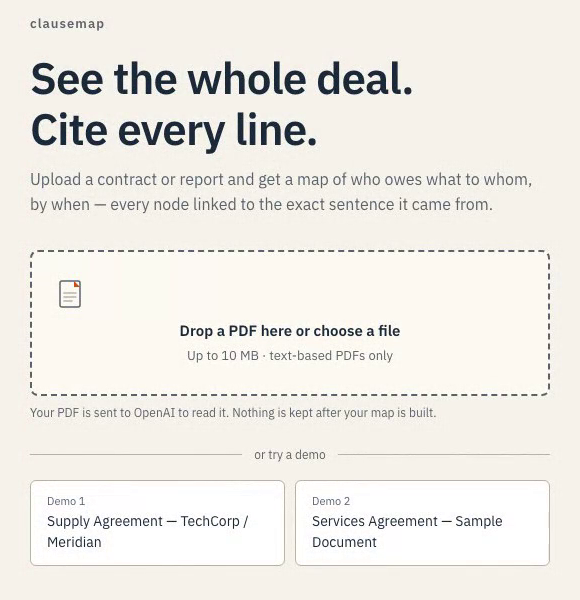 clausemap
See the whole deal.
Cite every line.
Upload a contract or report and get a map of who owes what to whom,
by when — every node linked to the exact sentence it came from.
Drop a PDF here or choose a file
Up to 10 MB · text-based PDFs only
Your PDF is sent to OpenAI to read it. Nothing is kept after your map is built.
or try a demo
Demo 1
Supply Agreement — TechCorp /
Meridian
Demo 2
Services Agreement — Sample
Document